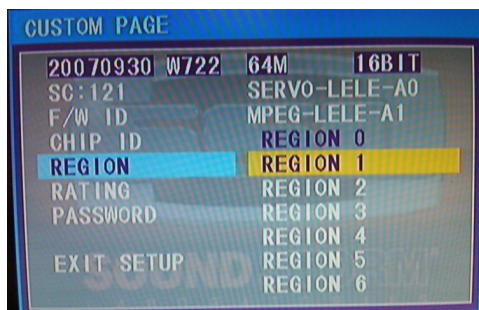 CUSTOM PAGE
20070930 W722 64M 16BIT
SC:121 SERVO-LELE-A0
F/W ID MPEG-LELE-A1
CHIP ID REGION 0
REGION REGION 1
RATING REGION 2
PASSWORD REGION 3
REGION 4
EXIT SETUP REGION 5
REGION 6
SOUND